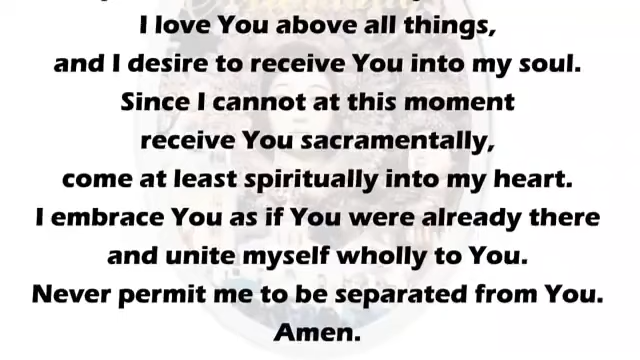 I love You above all things,
and I desire to receive You into my soul.
Since I cannot at this moment
receive You sacramentally,
come at least spiritually into my heart.
I embrace You as if You were already there
and unite myself wholly to You.
Never permit me to be separated from You.
Amen.